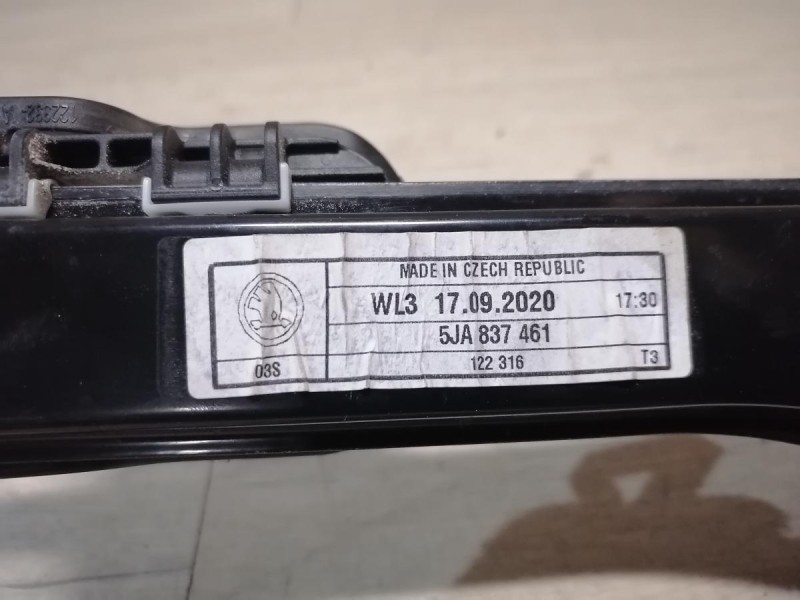 MADE IN CZECH REPUBLIC
WL3 17.09.2020 17:30
5JA 837 461
03S 122 316 T3